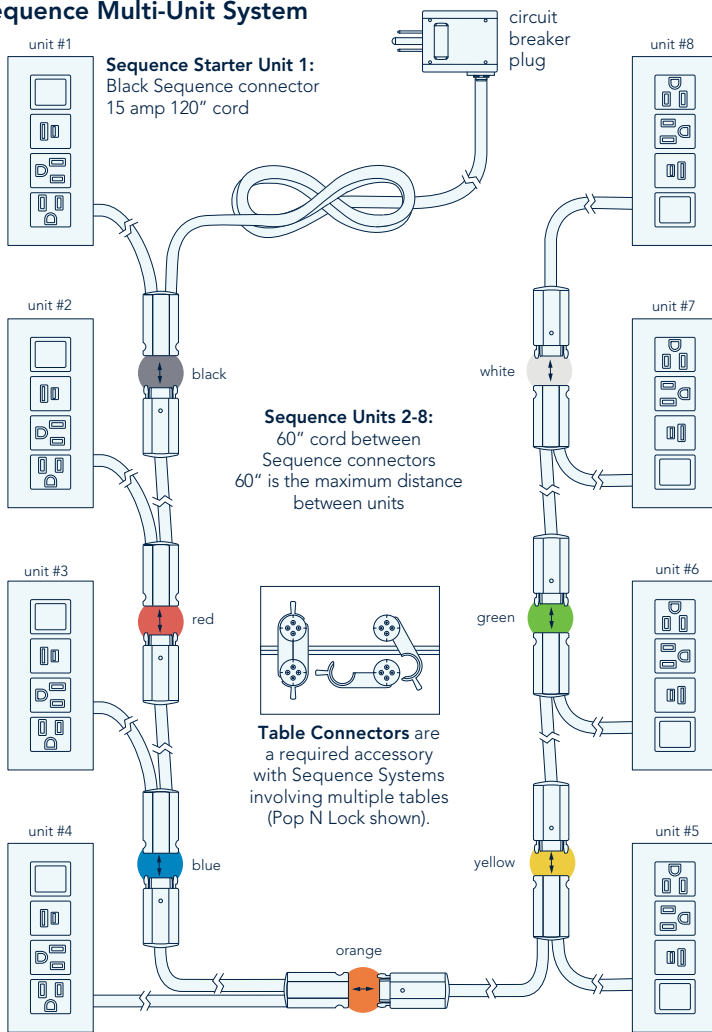 equence Multi-Unit System
circuit
breaker
plug
unit #1
Sequence Starter Unit 1:
Black Sequence connector
15 amp 120" cord
unit #8
unit #2
black
unit #7
white
Sequence Units 2-8:
60" cord between
Sequence connectors
60" is the maximum distance
between units
unit #3
red
unit #6
green
Table Connectors are
a required accessory
with Sequence Systems
involving multiple tables
(Pop N Lock shown).
unit #4
blue
unit #5
yellow
orange